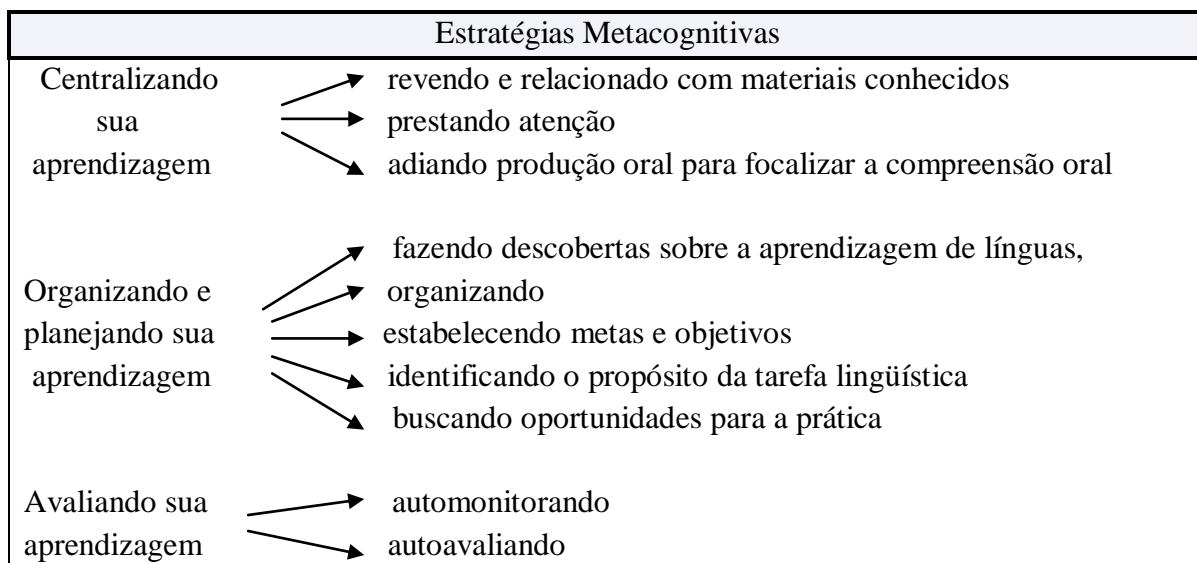 Estratégias Metacognitivas
Centralizando
sua
aprendizagem
revendo e relacionado com materiais conhecidos
prestando atenção
adiando produção oral para focalizar a compreensão oral
Organizando e
planejando sua
aprendizagem
fazendo descobertas sobre a aprendizagem de línguas,
organizando
estabelecendo metas e objetivos
identificando o propósito da tarefa lingüística
buscando oportunidades para a prática
Avaliando sua
aprendizagem
automonitorando
autoavaliando